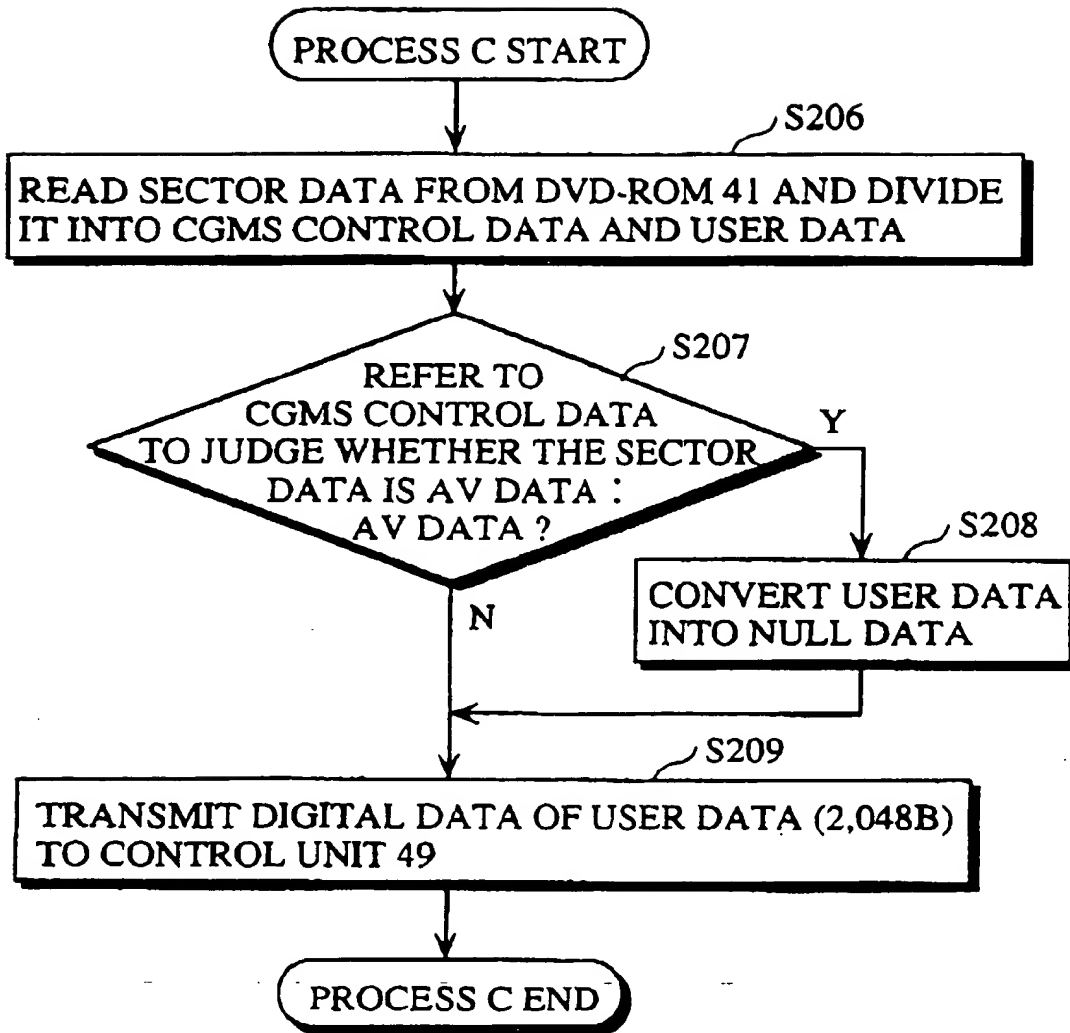 PROCESS C START
S206
READ SECTOR DATA FROM DVD-ROM 41 AND DIVIDE
IT INTO CGMS CONTROL DATA AND USER DATA
S207
REFER TO
CGMS CONTROL DATA
TO JUDGE WHETHER THE SECTOR
DATA IS AV DATA :
AV DATA ?
Y
N
S208
CONVERT USER DATA
INTO NULL DATA
S209
TRANSMIT DIGITAL DATA OF USER DATA (2,048B)
TO CONTROL UNIT 49
PROCESS C END